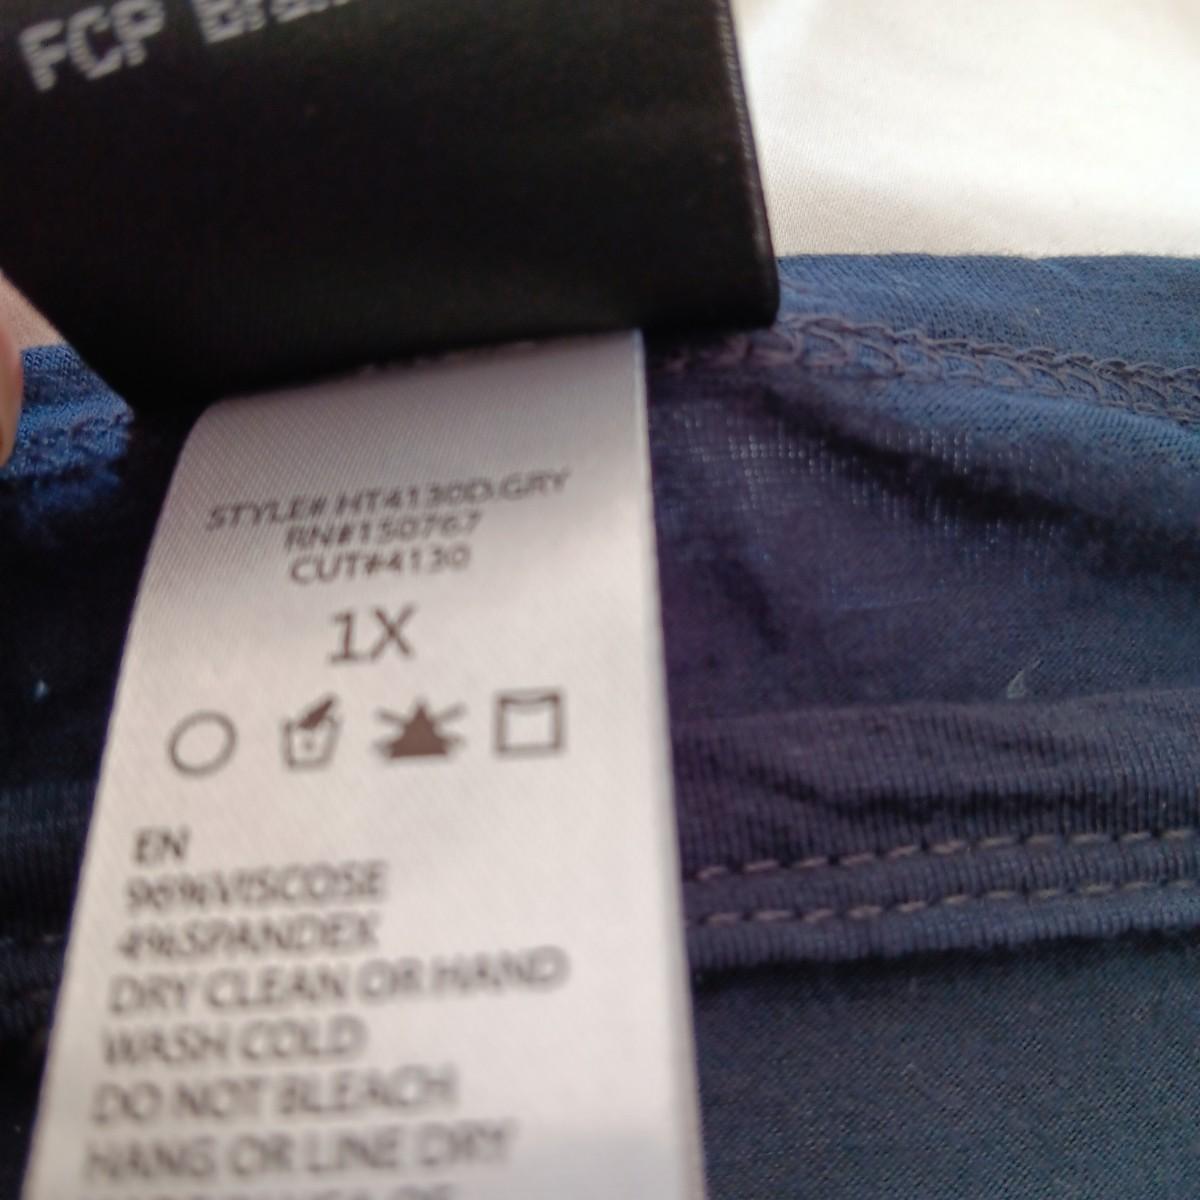 FCP
STYLE# HT4130D.GRY
RN#150767
CUT#4130
1X
EN
96%VISCOSE
4%SPANDEX
DRY CLEAN OR HAND
WASH COLD
DO NOT BLEACH
HANG OR LINE DRY